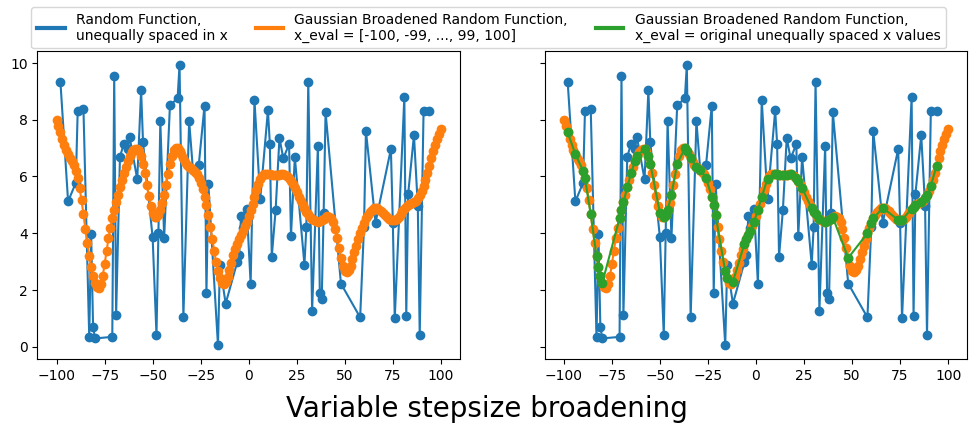 Random Function,
unequally spaced in x
Gaussian Broadened Random Function,
x_eval = [-100, -99, ..., 99, 100]
Gaussian Broadened Random Function,
x_eval = original unequally spaced x values
10
8
6
4
2
0
−100 −75 −50 −25 0 25 50 75 100
−100 −75 −50 −25 0 25 50 75 100
Variable stepsize broadening